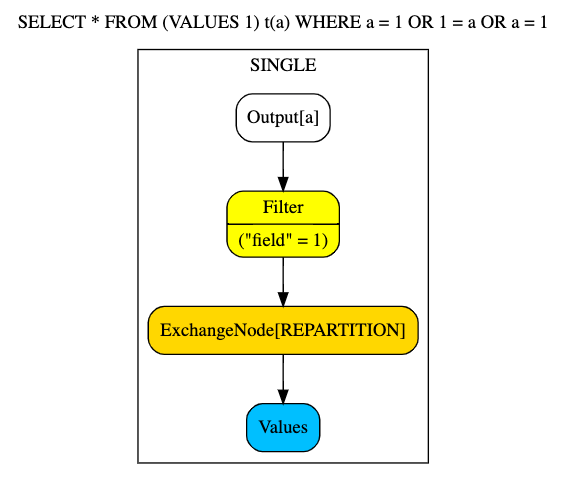 SELECT * FROM (VALUES 1) t(a) WHERE a = 1 OR 1 = a OR a = 1
SINGLE
Output[a]
Filter
("field" = 1)
ExchangeNode[REPARTITION]
Values